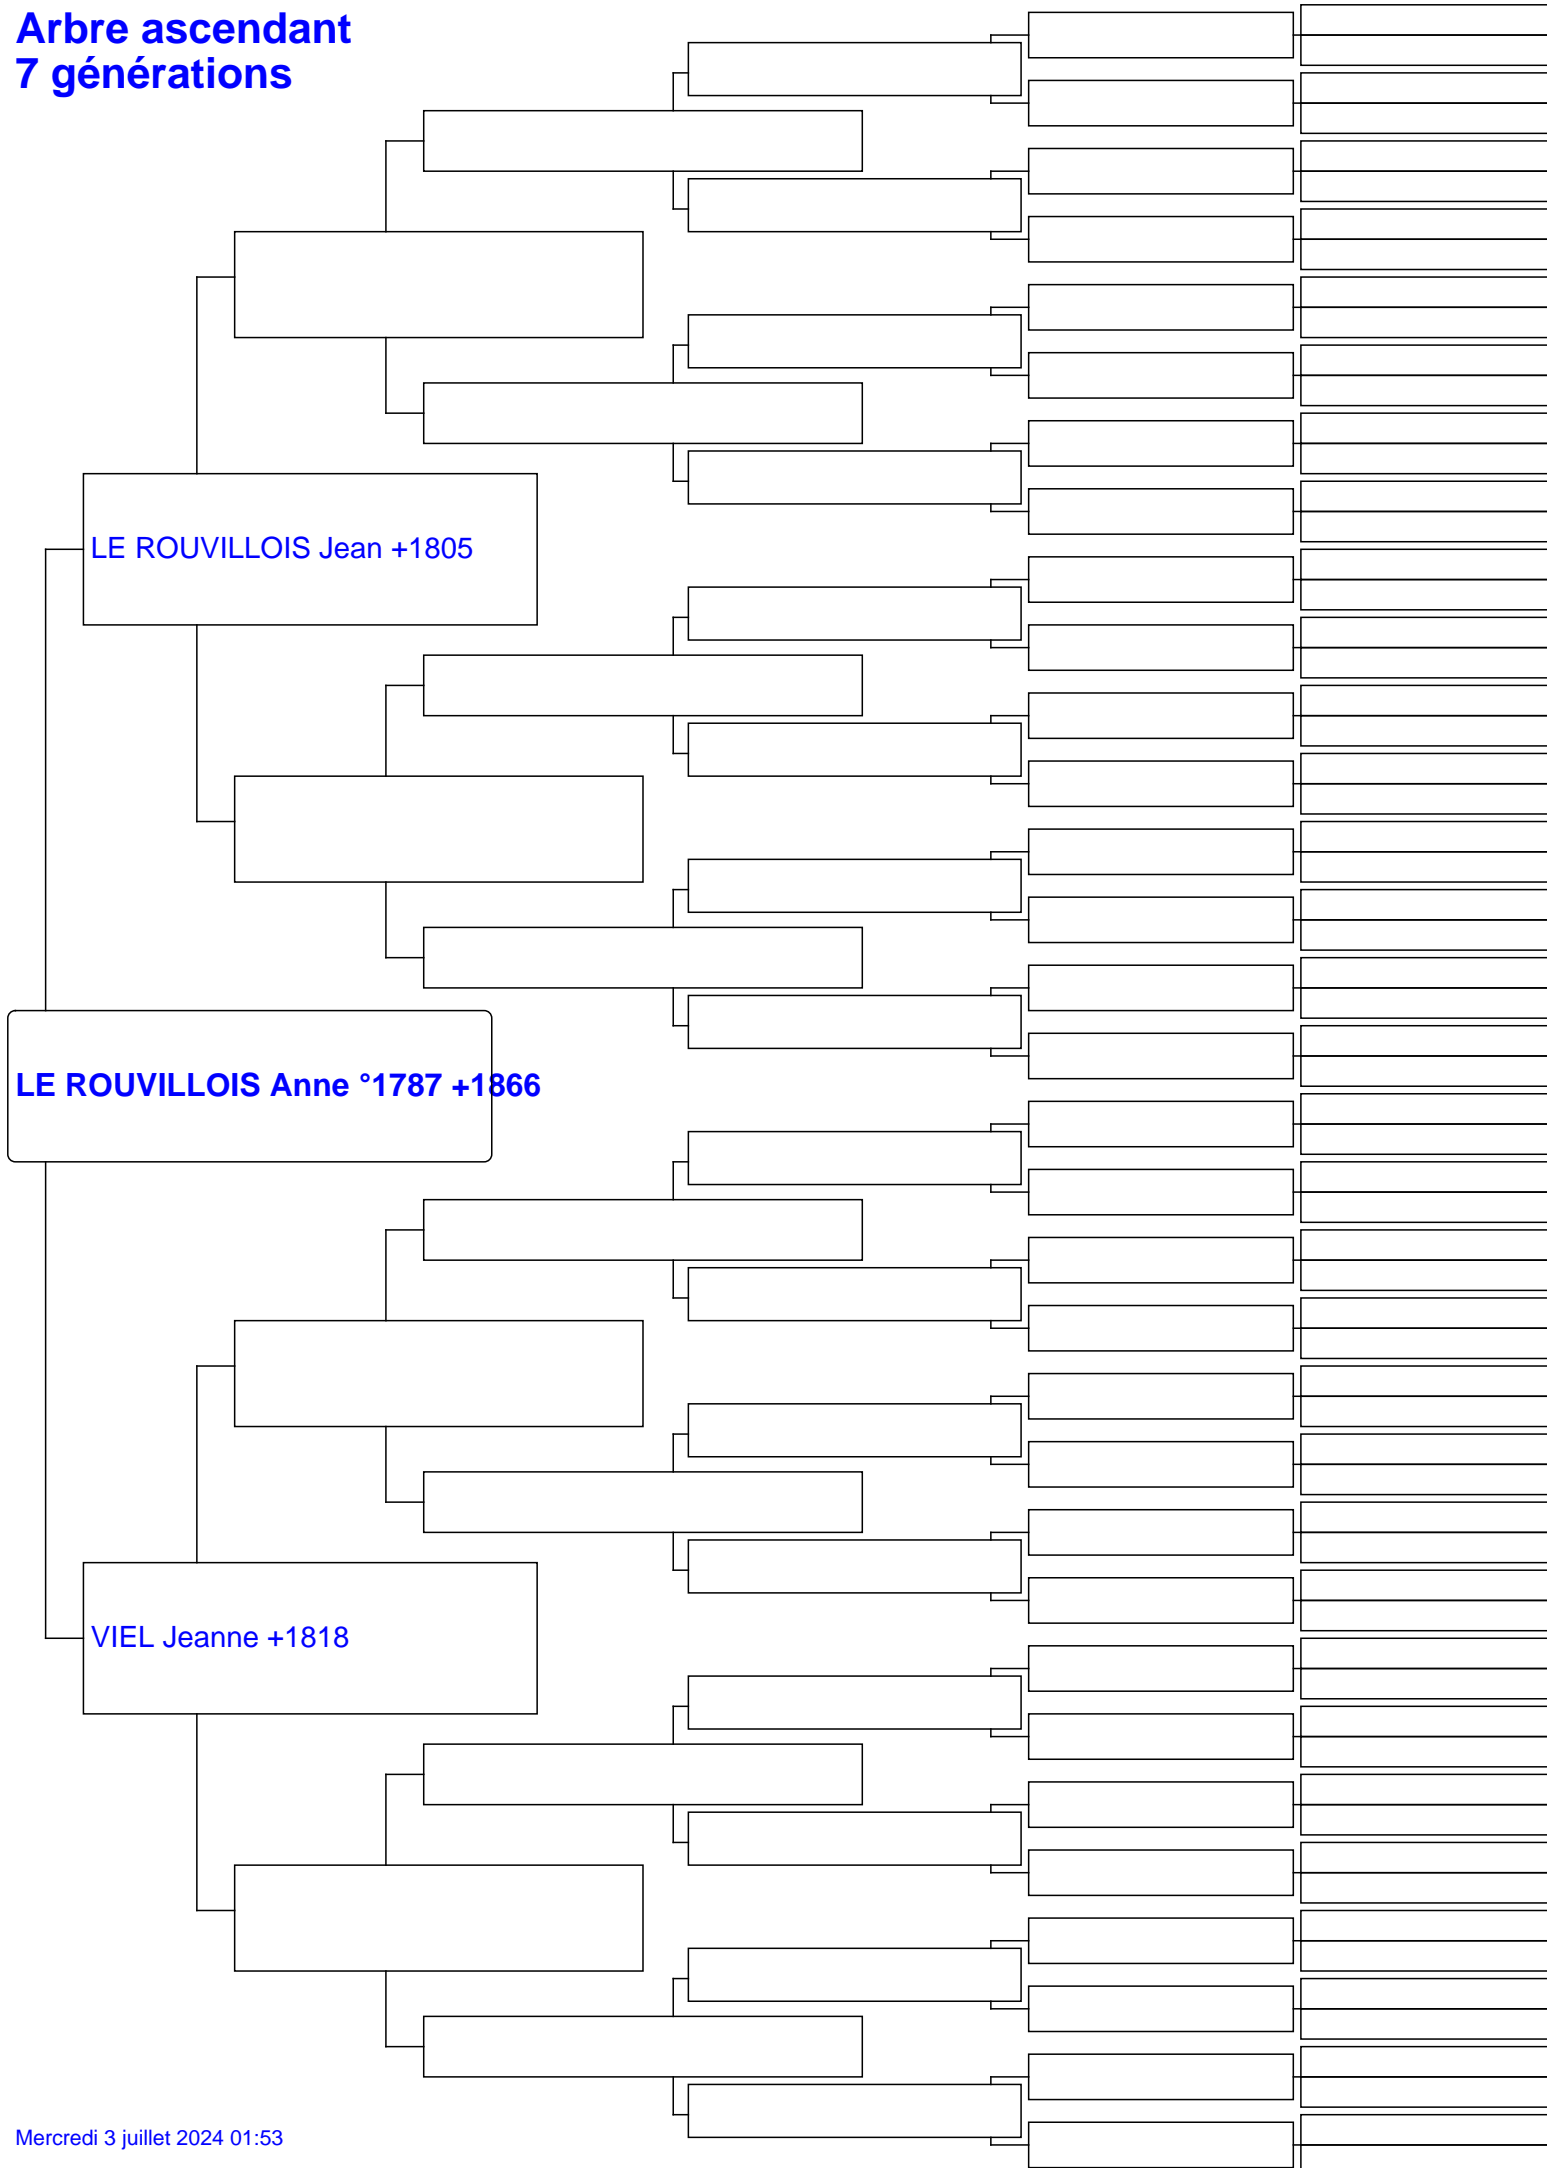 Arbre ascendant
7 générations
LE ROUVILLOIS Jean +1805
LE ROUVILLOIS Anne °1787 +1866
VIEL Jeanne +1818
Mercredi 3 juillet 2024 01:53